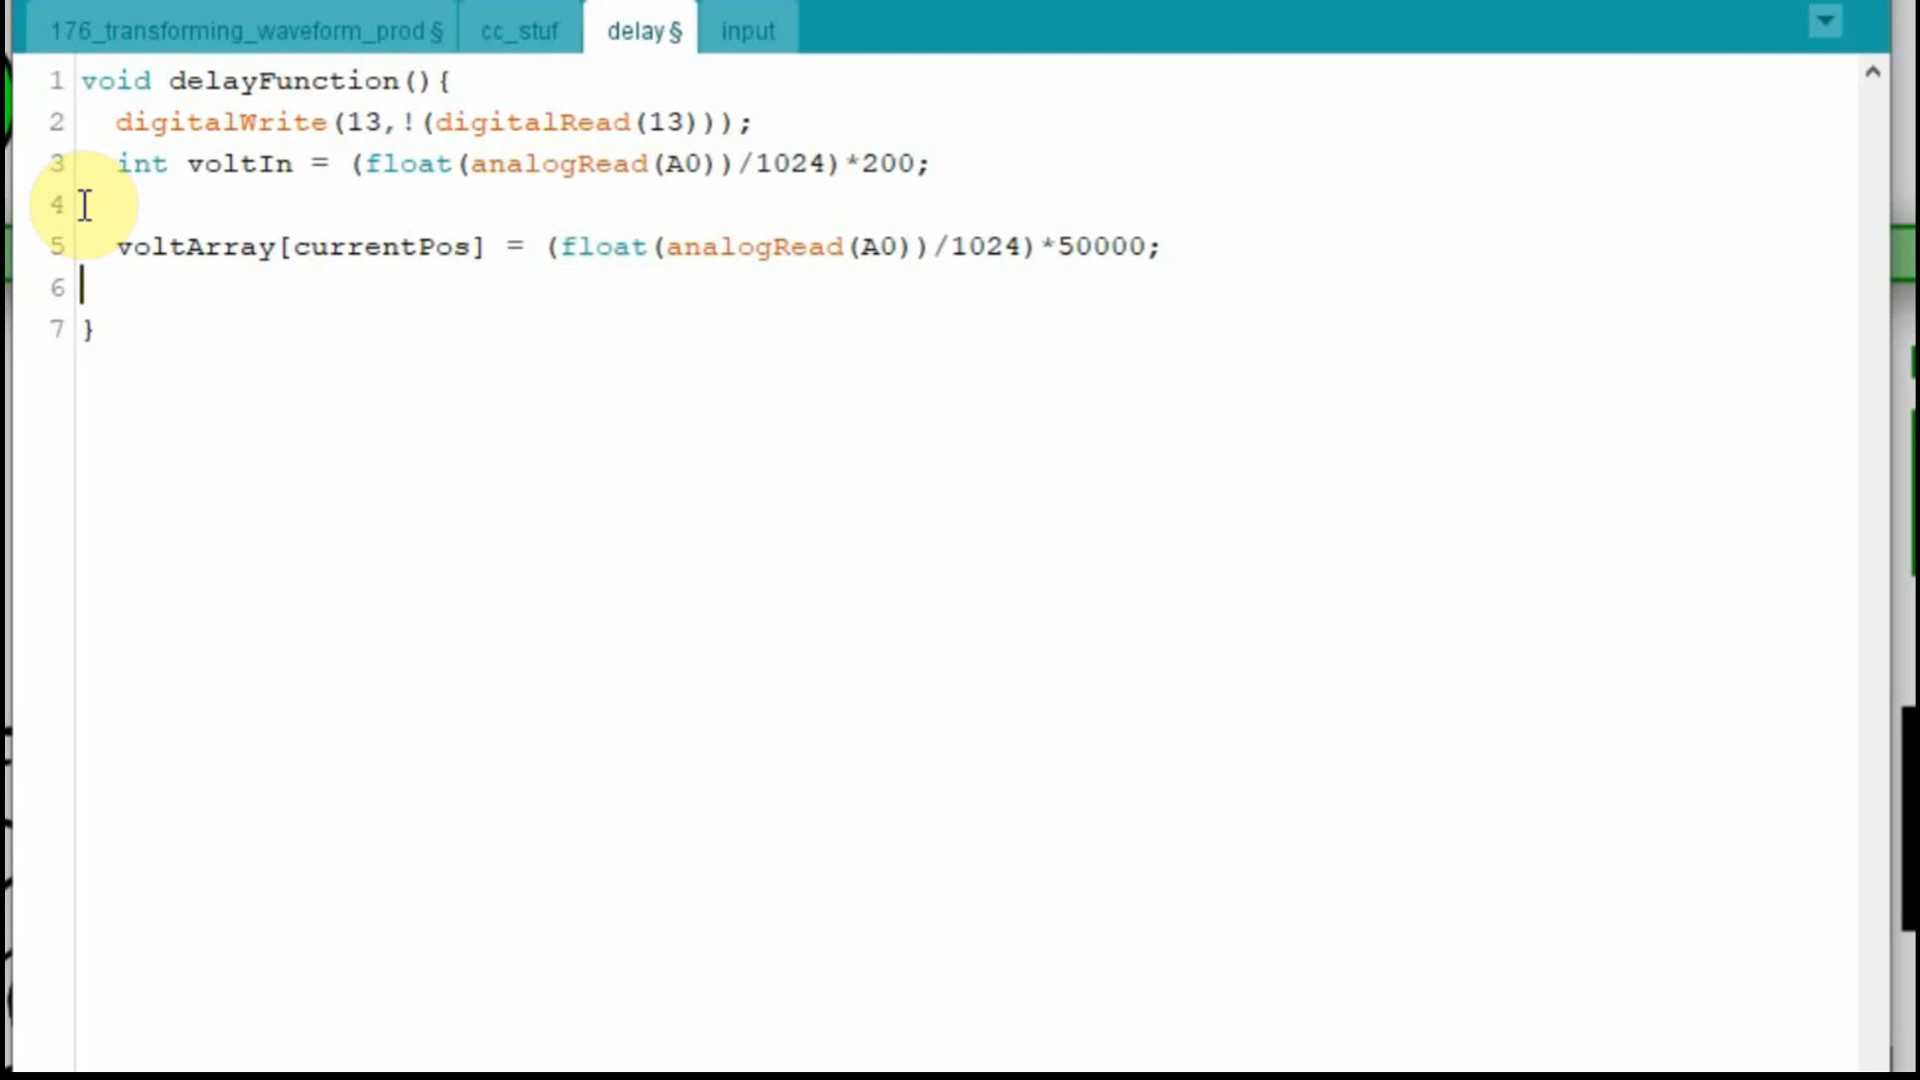 176_transforming_waveform_prod § cc_stuf delay § input
1 void delayFunction(){
2 digitalWrite(13,!(digitalRead(13)));
3 int voltIn = (float(analogRead(A0))/1024)*200;
4
5 voltArray[currentPos] = (float(analogRead(A0))/1024)*50000;
6
7 }